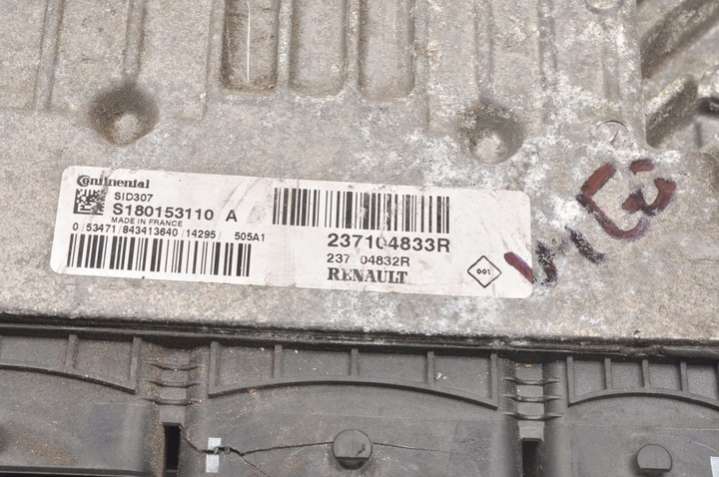 Continental
SID307
S180153110 A
MADE IN FRANCE
0 / 53471 / 843413640 / 14295 / 505A1
237104833R
237 04832R
RENAULT
001